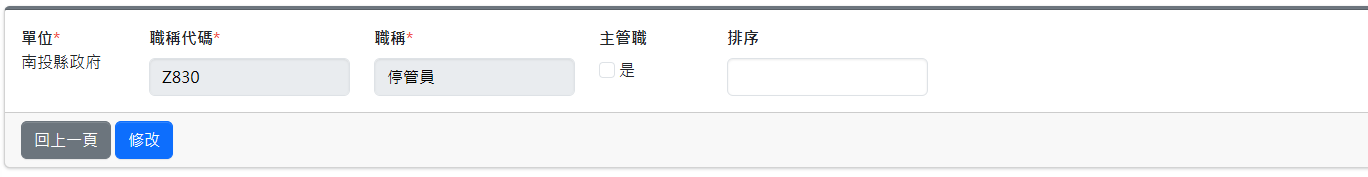 單位* 職稱代碼* 職稱* 主管職 排序
南投縣政府 Z830 停管員 是
回上一頁 修改